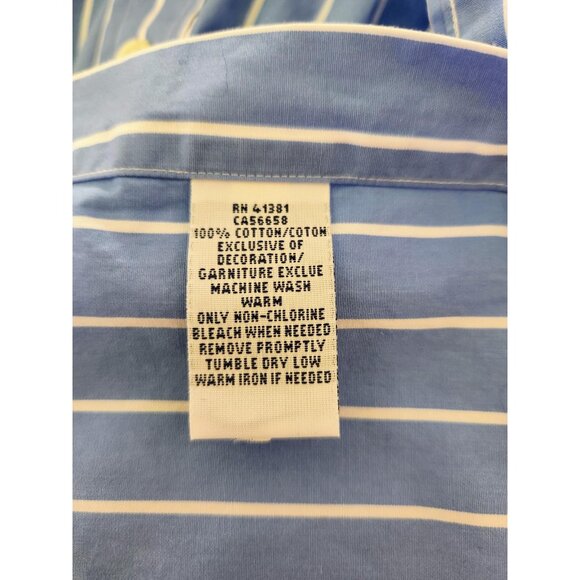 RN 41381
CA56658
100% COTTON/COTON
EXCLUSIVE OF
DECORATION/
GARNITURE EXCLUE
MACHINE WASH
WARM
ONLY NON-CHLORINE
BLEACH WHEN NEEDED
REMOVE PROMPTLY
TUMBLE DRY LOW
WARM IRON IF NEEDED